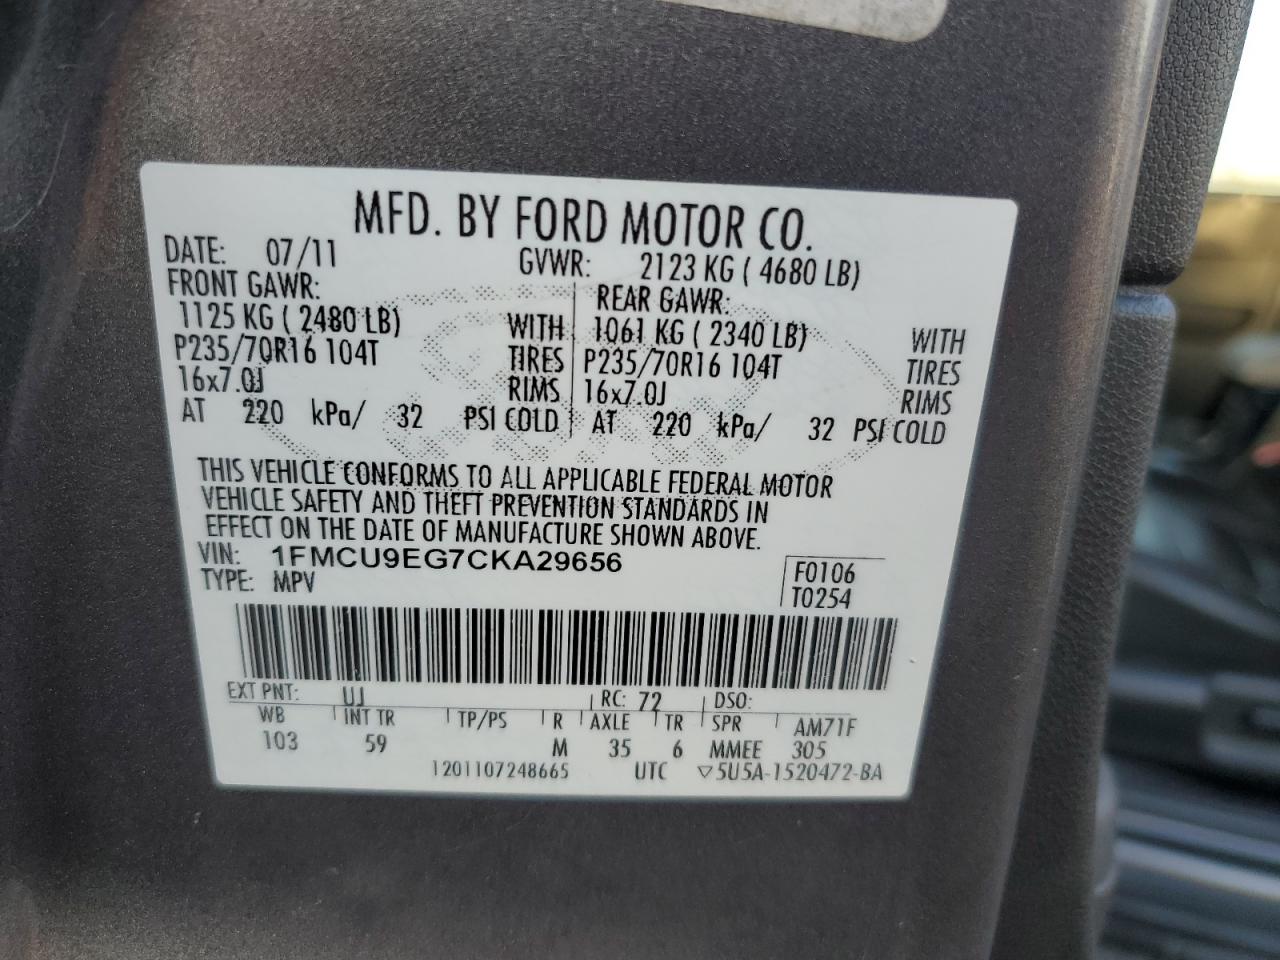 MFD. BY FORD MOTOR CO.
DATE: 07/11 GVWR: 2123 KG ( 4680 LB)
FRONT GAWR: REAR GAWR:
1125 KG ( 2480 LB) WITH 1061 KG ( 2340 LB) WITH
P235/70R16 104T TIRES P235/70R16 104T TIRES
16x7.0J RIMS 16x7.0J RIMS
AT 220 kPa/ 32 PSI COLD AT 220 kPa/ 32 PSI COLD
THIS VEHICLE CONFORMS TO ALL APPLICABLE FEDERAL MOTOR
VEHICLE SAFETY AND THEFT PREVENTION STANDARDS IN
EFFECT ON THE DATE OF MANUFACTURE SHOWN ABOVE.
VIN: 1FMCU9EG7CKA29656
TYPE: MPV
F0106
T0254
EXT PNT: UJ RC: 72 DSO:
WB INT TR TP/PS R AXLE TR SPR AM71F
103 59 M 35 6 MMEE 305
1201107248665 UTC ▽5U5A-1520472-BA